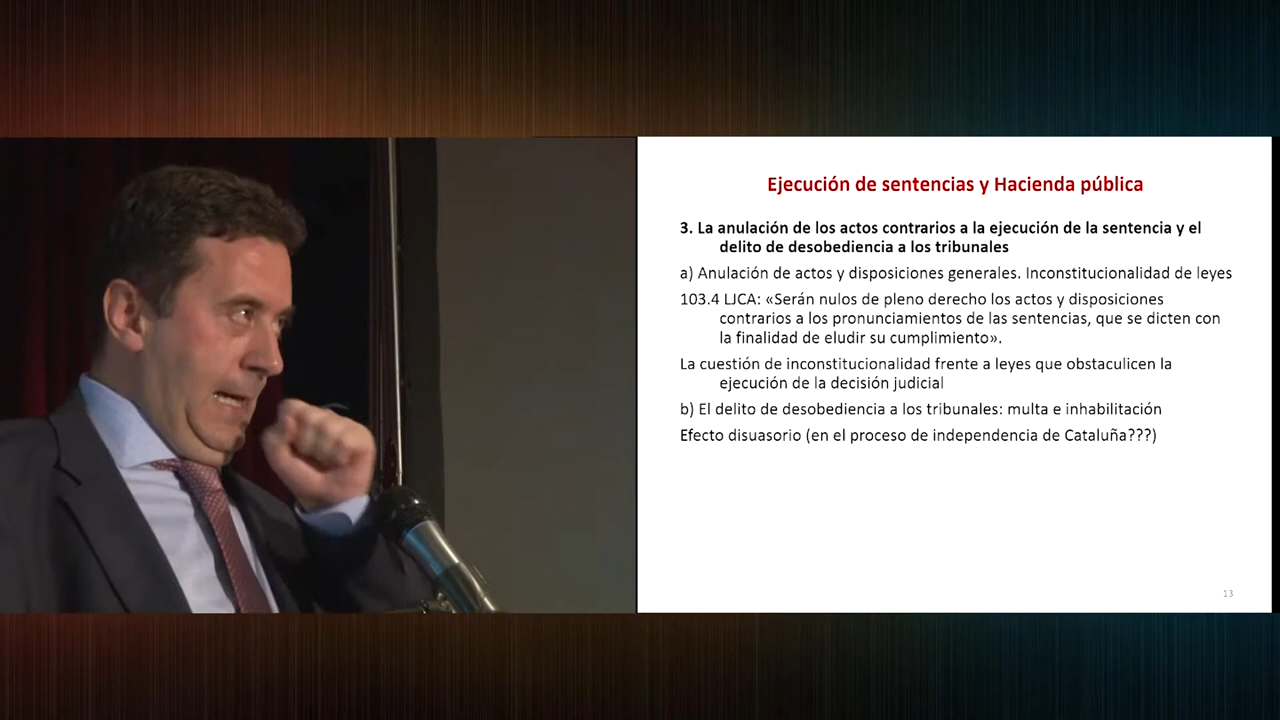 Ejecución de sentencias y Hacienda pública
3. La anulación de los actos contrarios a la ejecución de la sentencia y el
delito de desobediencia a los tribunales
a) Anulación de actos y disposiciones generales. Inconstitucionalidad de leyes
103.4 LJCA: «Serán nulos de pleno derecho los actos y disposiciones
contrarios a los pronunciamientos de las sentencias, que se dicten con
la finalidad de eludir su cumplimiento».
La cuestión de inconstitucionalidad frente a leyes que obstaculicen la
ejecución de la decisión judicial
b) El delito de desobediencia a los tribunales: multa e inhabilitación
Efecto disuasorio (en el proceso de independencia de Cataluña???)
13